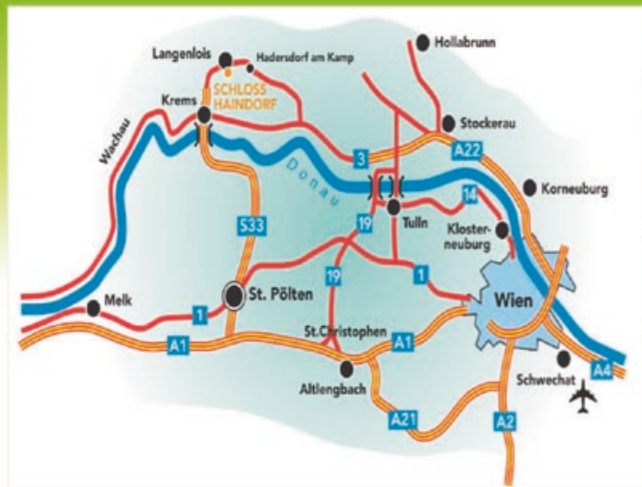 Hollabrunn
Langenlois
Hadersdorf am Kamp
SCHLOSS
HAINDORF
Krems
Stockerau
Wachau
3
A22
Donau
Korneuburg
14
S33
19
Tulln
Kloster-
neuburg
19
1
Melk
St. Pölten
Wien
1
St.Christophen
A1
A1
Altlengbach
Schwechat
A4
A21
A2